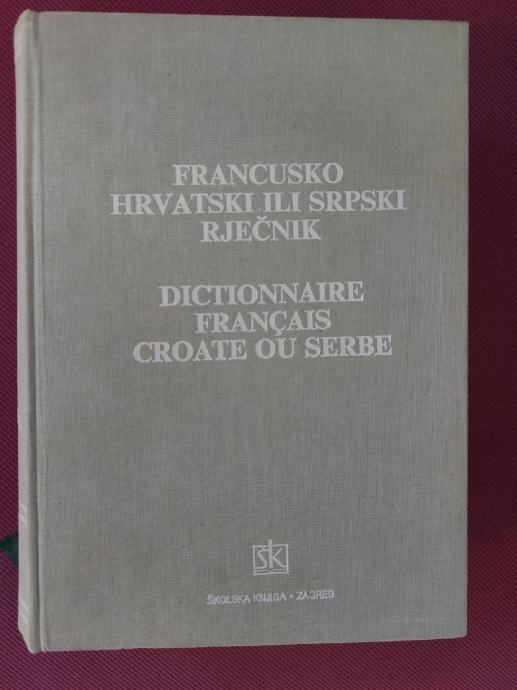 FRANCUSKO
HRVATSKI ILI SRPSKI
RJEČNIK
DICTIONNAIRE
FRANÇAIS
CROATE OU SERBE
ŠK
ŠKOLSKA KNJIGA • ZAGREB